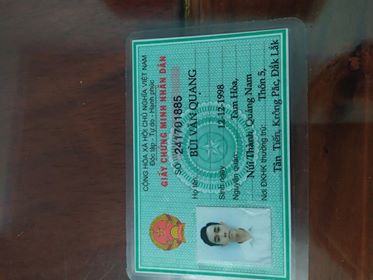 CỘNG HÒA XÃ HỘI CHỦ NGHĨA VIỆT NAM
Độc lập - Tự do - Hạnh phúc
GIẤY CHỨNG MINH NHÂN DÂN
SỐ 241701885
Họ tên BÙI VĂN QUANG
Sinh ngày 12-12-1998
Nguyên quán Tam Hòa,
Núi Thành, Quảng Nam
Nơi ĐKHK thường trú: Thôn 5,
Tân Tiến, Krông Păc, Đắk Lắk